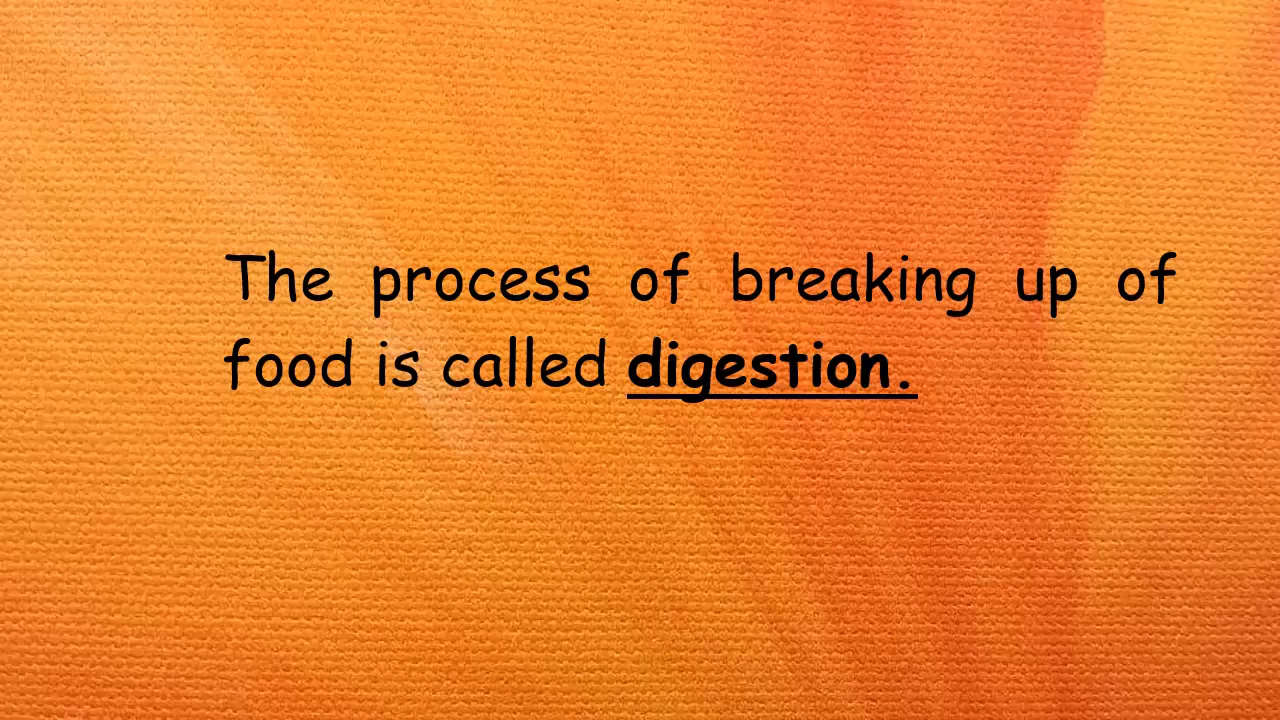 The process of breaking up of
food is called digestion.